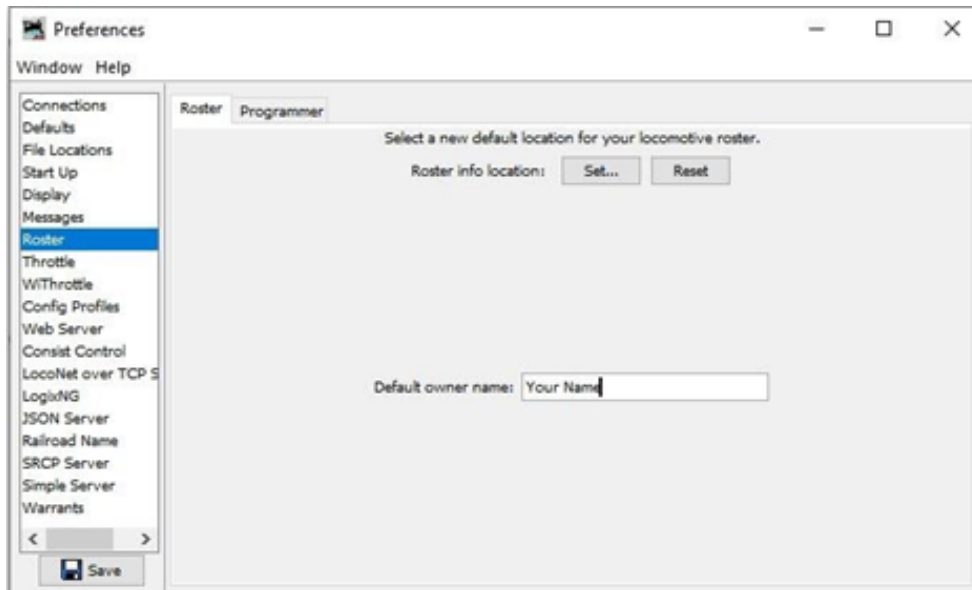 Preferences
Window Help
Connections
Defaults
File Locations
Start Up
Display
Messages
Roster
Throttle
WiThrottle
Config Profiles
Web Server
Consist Control
LocoNet over TCP S
LogixNG
JSON Server
Railroad Name
SRCP Server
Simple Server
Warrants
Save
Roster Programmer
Select a new default location for your locomotive roster.
Roster info location: Set... Reset
Default owner name: Your Name